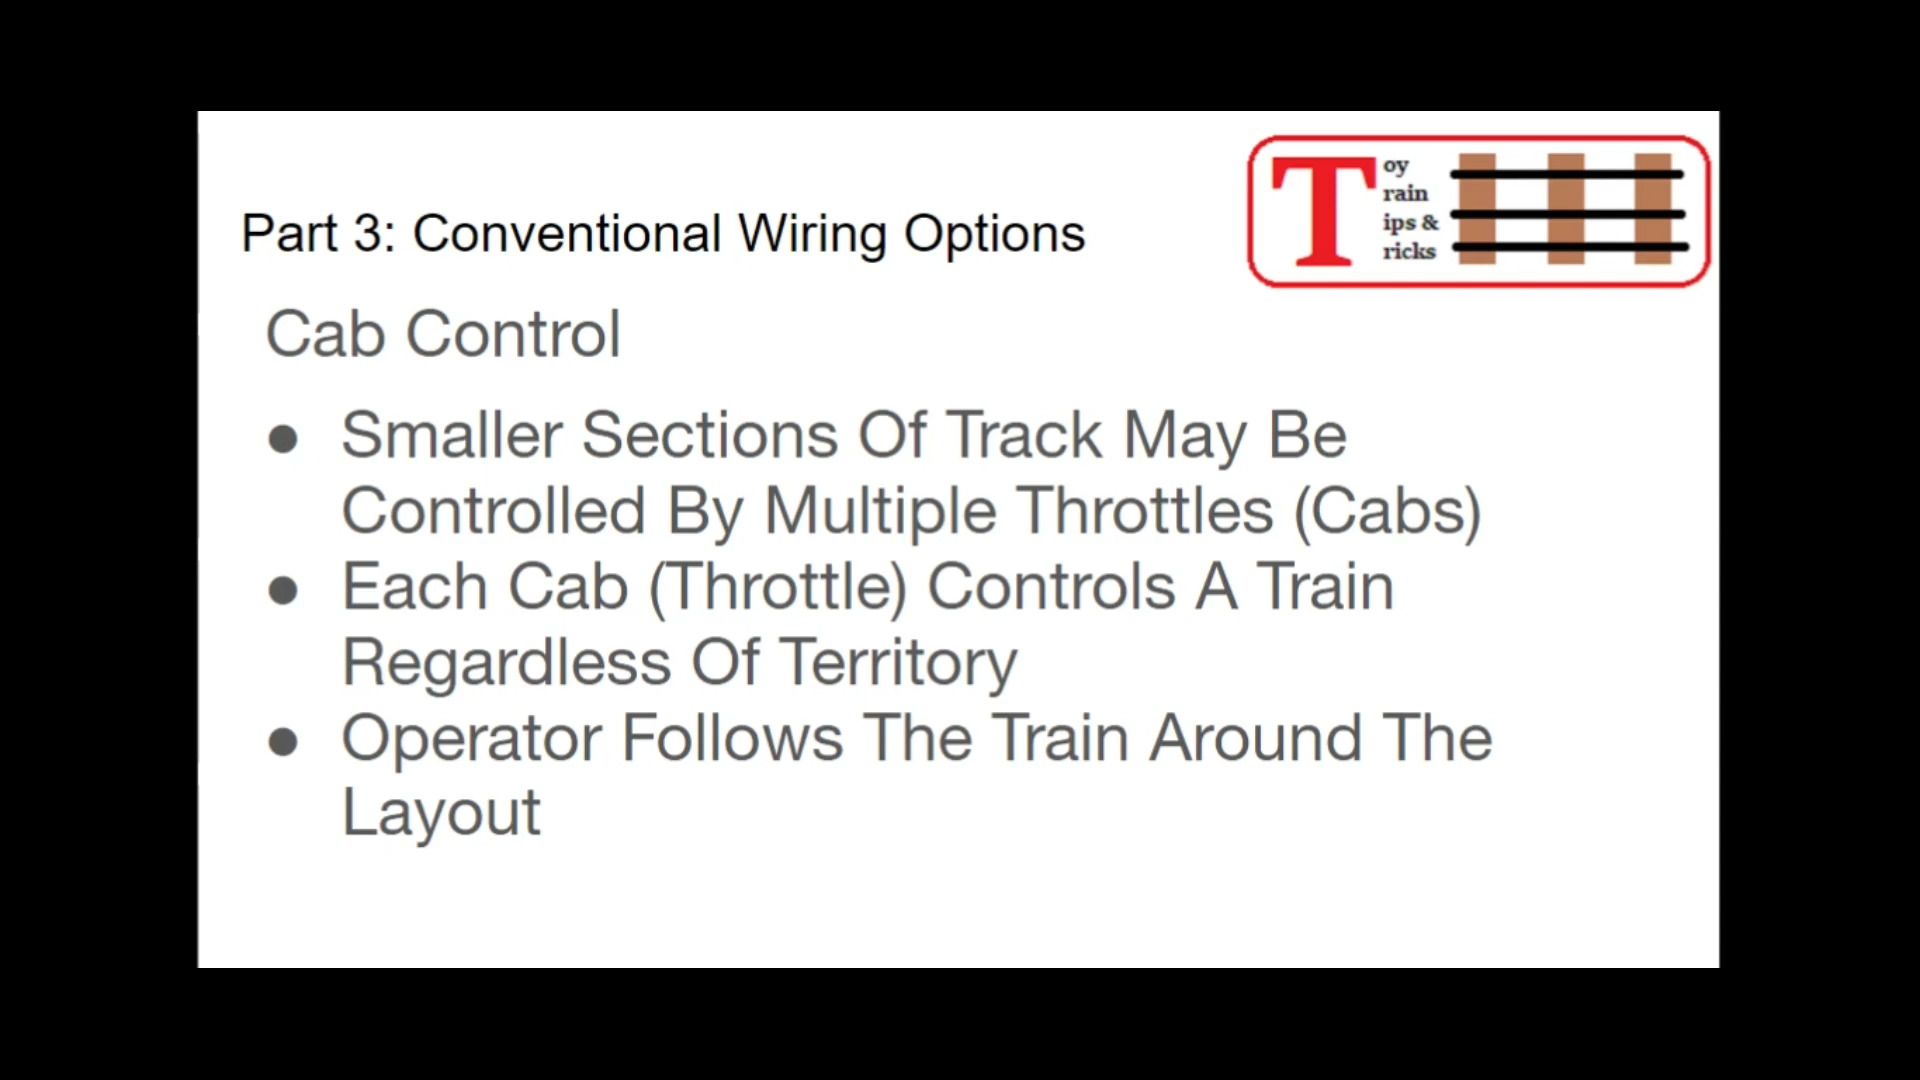 Part 3: Conventional Wiring Options
T
oy
rain
ips &
ricks
Cab Control
● Smaller Sections Of Track May Be
Controlled By Multiple Throttles (Cabs)
● Each Cab (Throttle) Controls A Train
Regardless Of Territory
● Operator Follows The Train Around The
Layout